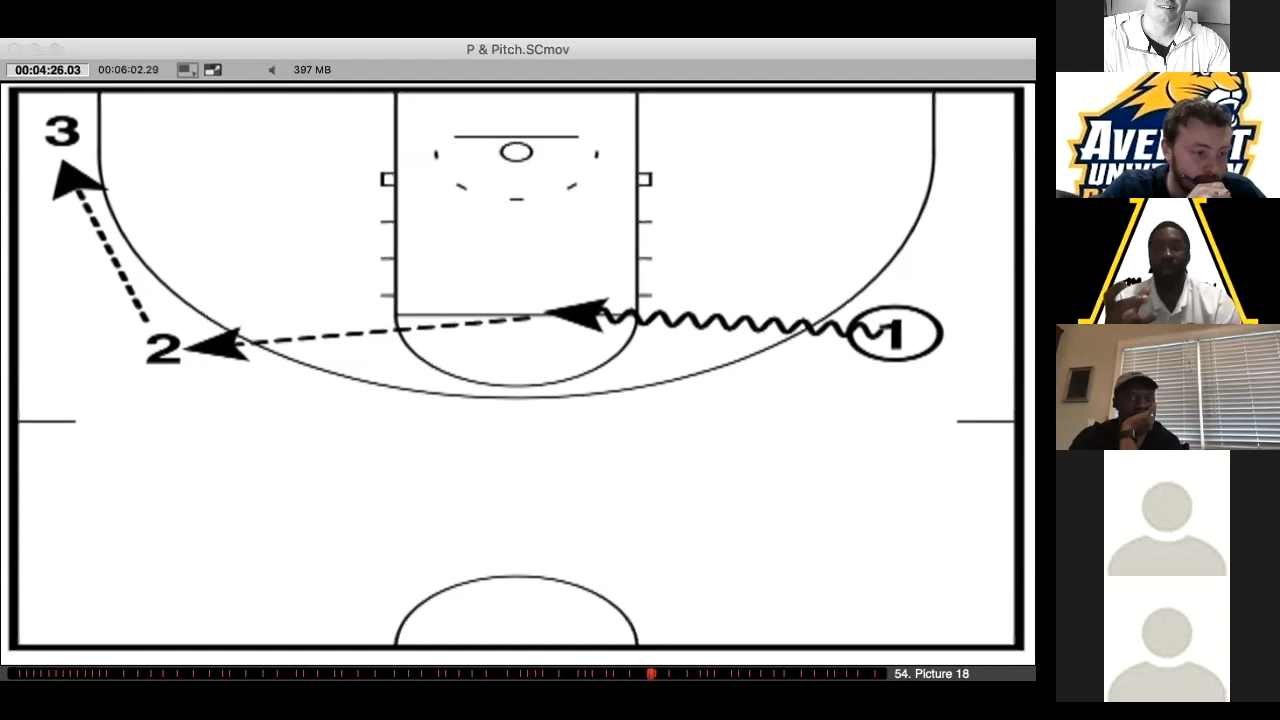 P & Pitch.SCmov
00:04:26.03
00:06:02.29
397 MB
3
2
1
54. Picture 18